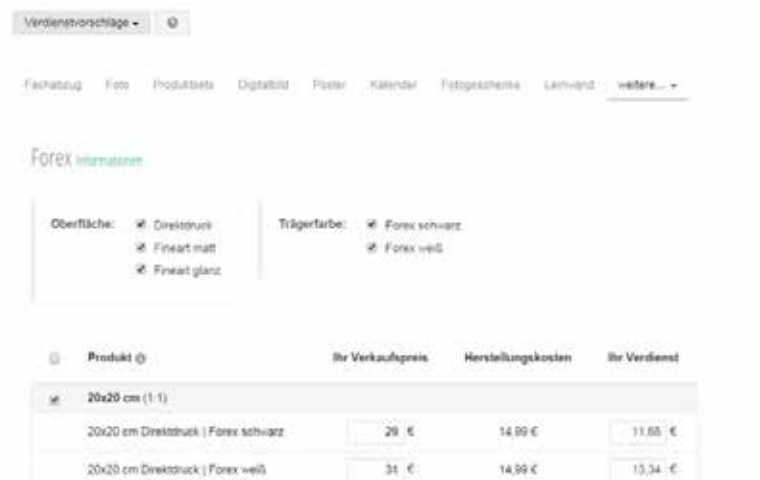 Verdienstvorschläge
Fachabzug Foto Produktsets Digitalbild Poster Kalender Fotogeschenke Leinwand weitere...
Forex Informationen
Oberfläche: Direktdruck Trägerfarbe: Forex schwarz
Fineart matt Forex weiß
Fineart glanz
Produkt Ihr Verkaufspreis Herstellungskosten Ihr Verdienst
20x20 cm (1:1)
20x20 cm Direktdruck | Forex schwarz 29 € 14,99 € 11,68 €
20x20 cm Direktdruck | Forex weiß 31 € 14,99 € 13,34 €